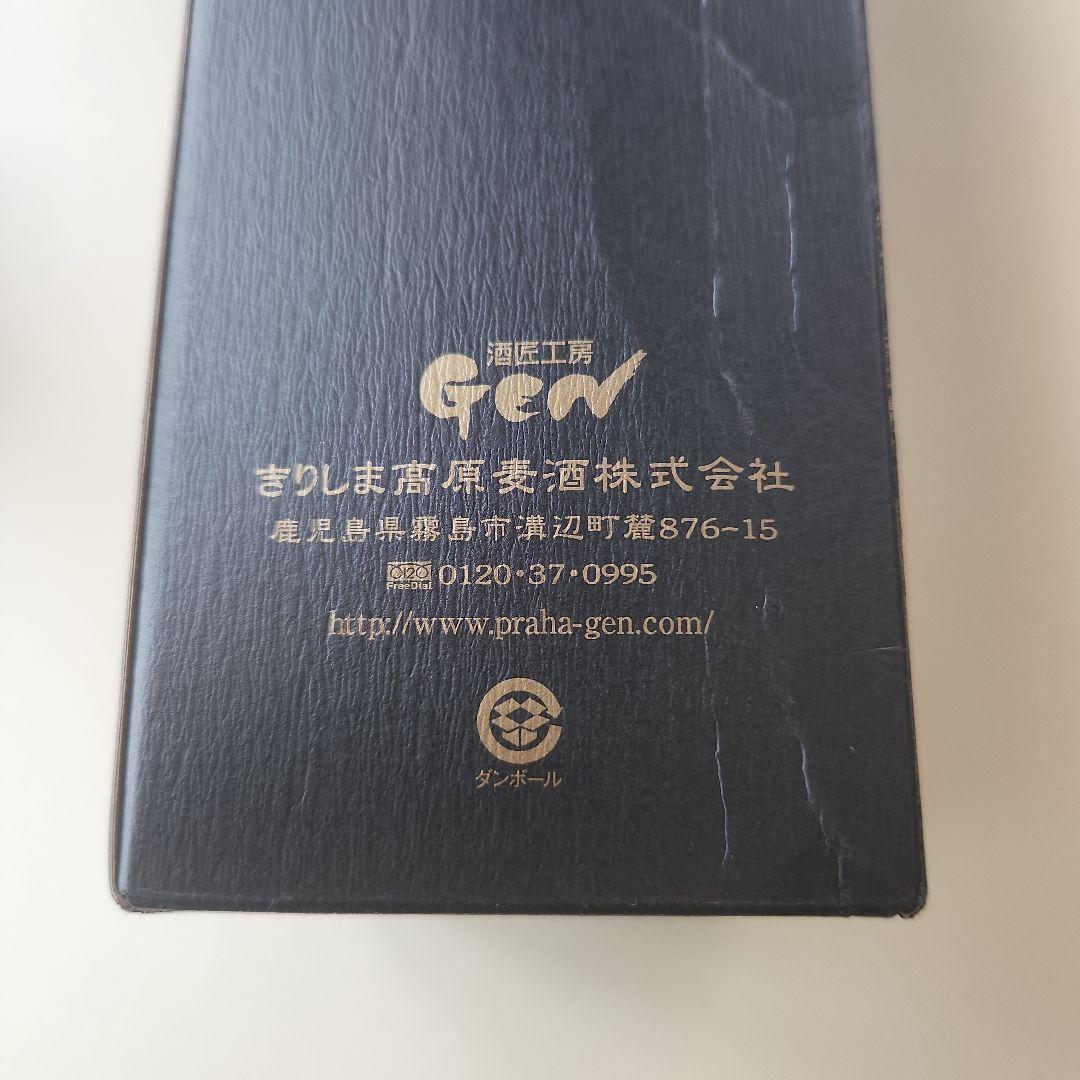 酒匠工房
GEN
きりしま高原麦酒株式会社
鹿児島県霧島市溝辺町麓876-15
0120 FreeDial 0120・37・0995
http://www.praha-gen.com/
ダンボール